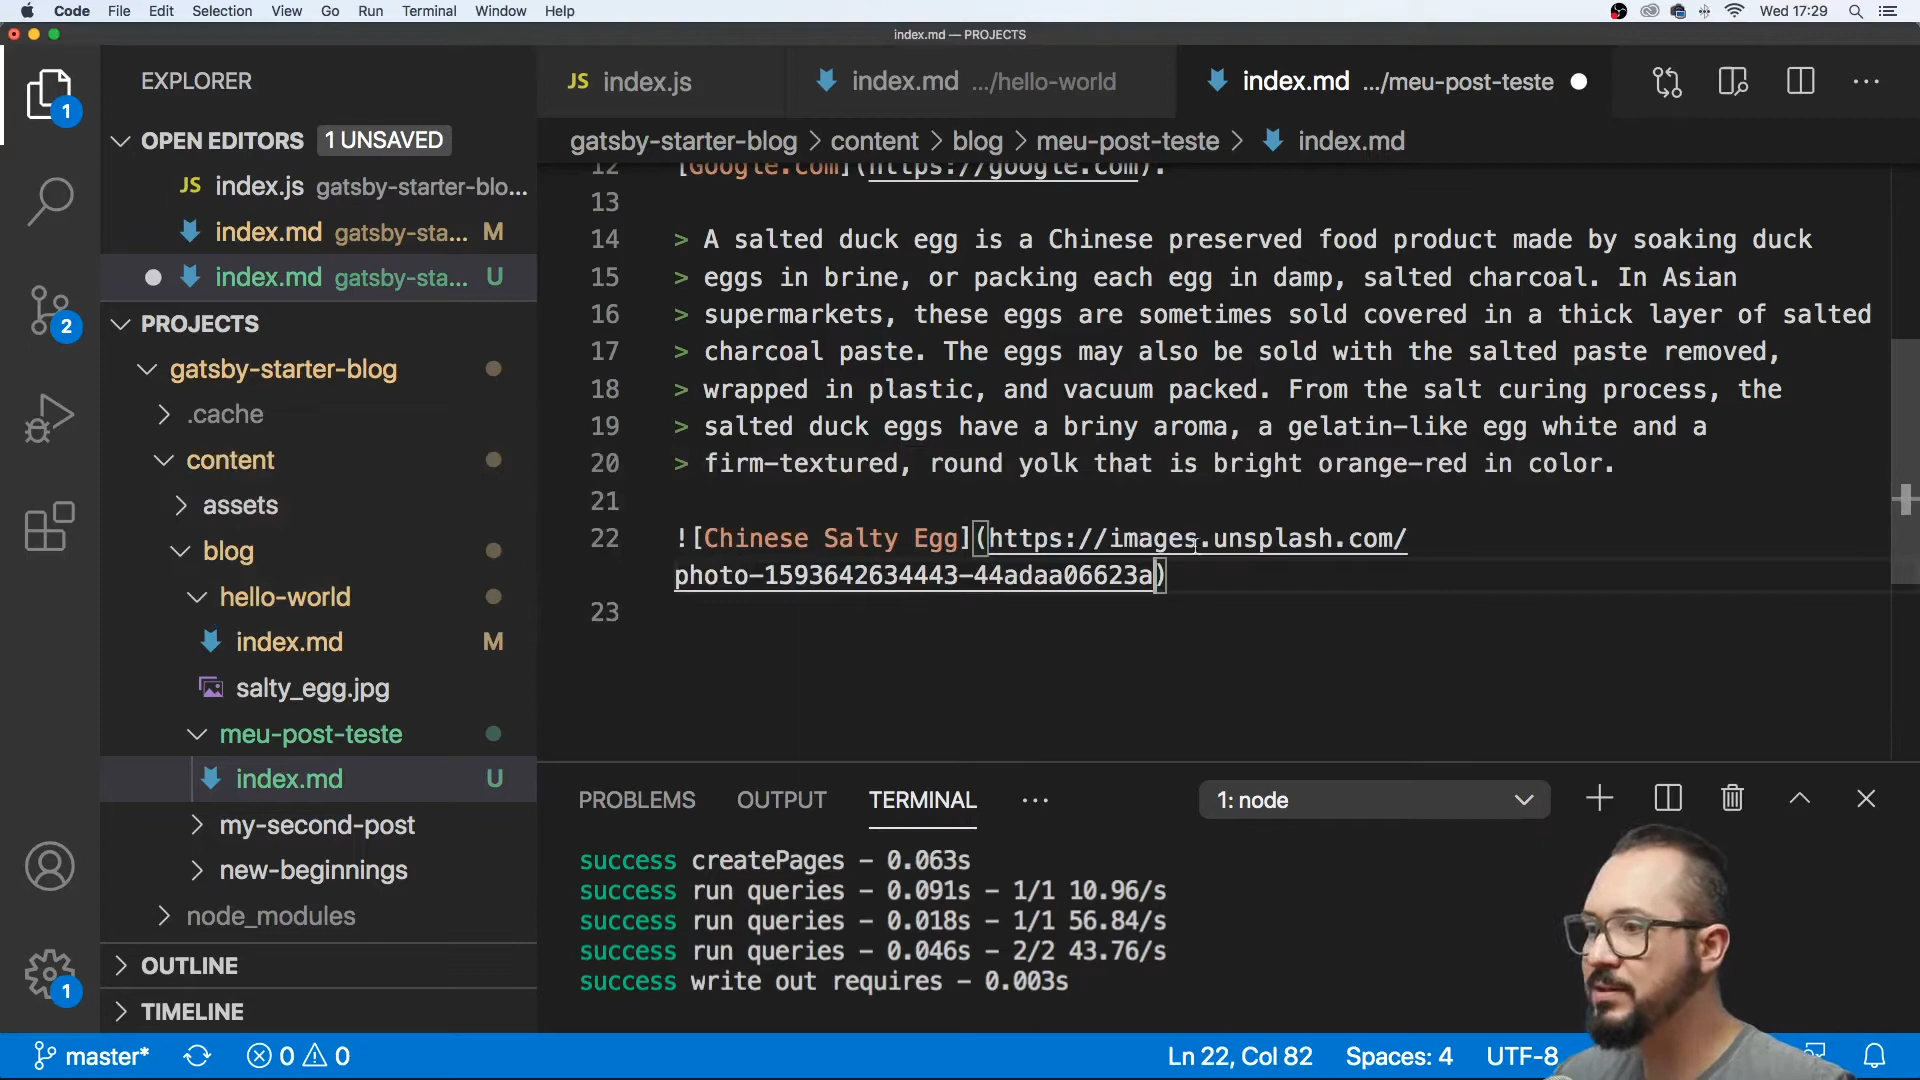 Code File Edit Selection View Go Run Terminal Window Help Wed 17:29
index.md — PROJECTS
EXPLORER
index.js
index.md .../hello-world
index.md .../meu-post-teste
OPEN EDITORS 1 UNSAVED
gatsby-starter-blog > content > blog > meu-post-teste > index.md
JS index.js gatsby-starter-blo...
index.md gatsby-sta... M
index.md gatsby-sta... U
PROJECTS
gatsby-starter-blog
.cache
content
assets
blog
hello-world
index.md M
salty_egg.jpg
meu-post-teste
index.md U
my-second-post
new-beginnings
node_modules
OUTLINE
TIMELINE
JS
12 [Google.com](https://google.com).
13
14 > A salted duck egg is a Chinese preserved food product made by soaking duck
15 > eggs in brine, or packing each egg in damp, salted charcoal. In Asian
16 > supermarkets, these eggs are sometimes sold covered in a thick layer of salted
17 > charcoal paste. The eggs may also be sold with the salted paste removed,
18 > wrapped in plastic, and vacuum packed. From the salt curing process, the
19 > salted duck eggs have a briny aroma, a gelatin-like egg white and a
20 > firm-textured, round yolk that is bright orange-red in color.
21
22 ![Chinese Salty Egg](https://images.unsplash.com/
photo-1593642634443-44adaa06623a)
23
PROBLEMS OUTPUT TERMINAL ... 1: node
success createPages - 0.063s
success run queries - 0.091s - 1/1 10.96/s
success run queries - 0.018s - 1/1 56.84/s
success run queries - 0.046s - 2/2 43.76/s
success write out requires - 0.003s
1
2
1
master* 0 0 Ln 22, Col 82 Spaces: 4 UTF-8